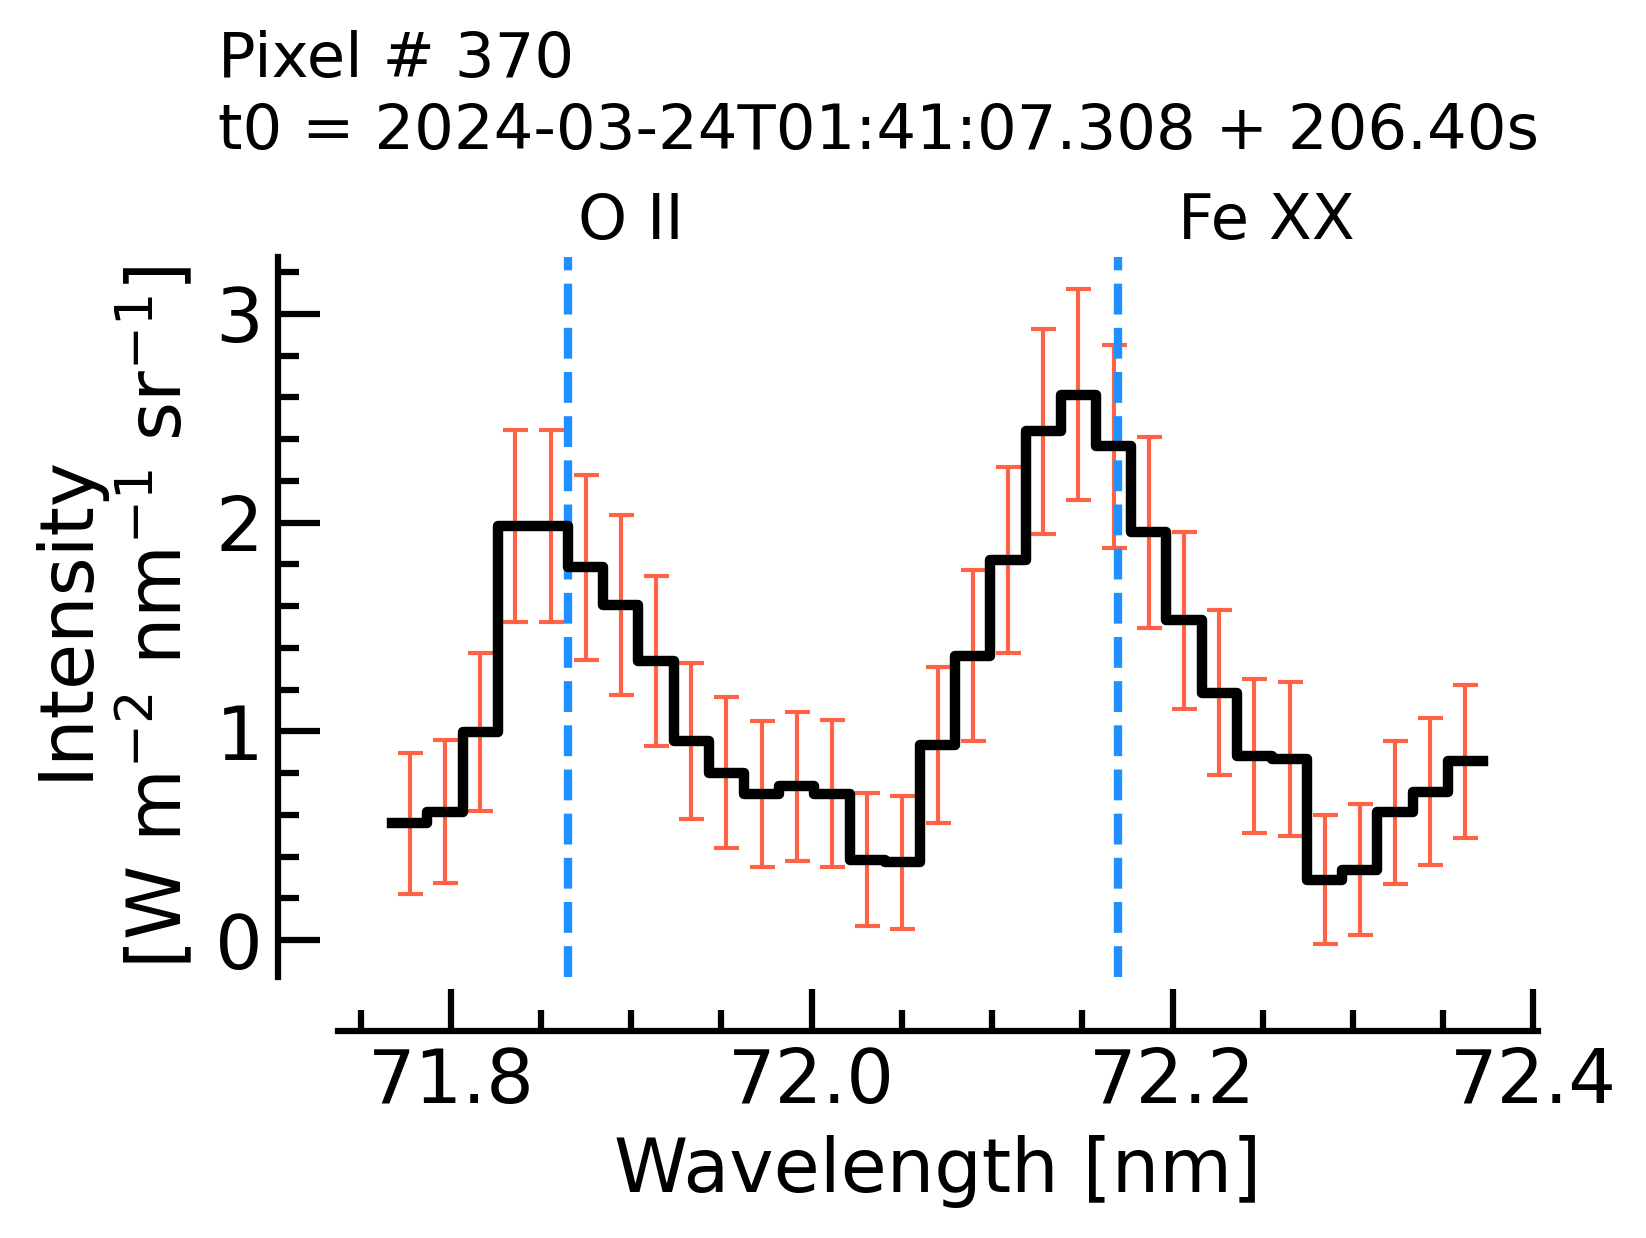 Pixel # 370
t0 = 2024-03-24T01:41:07.308 + 206.40s
O II
Fe XX
Intensity
[W m⁻² nm⁻¹ sr⁻¹]
3
2
1
0
71.8
72.0
72.2
72.4
Wavelength [nm]